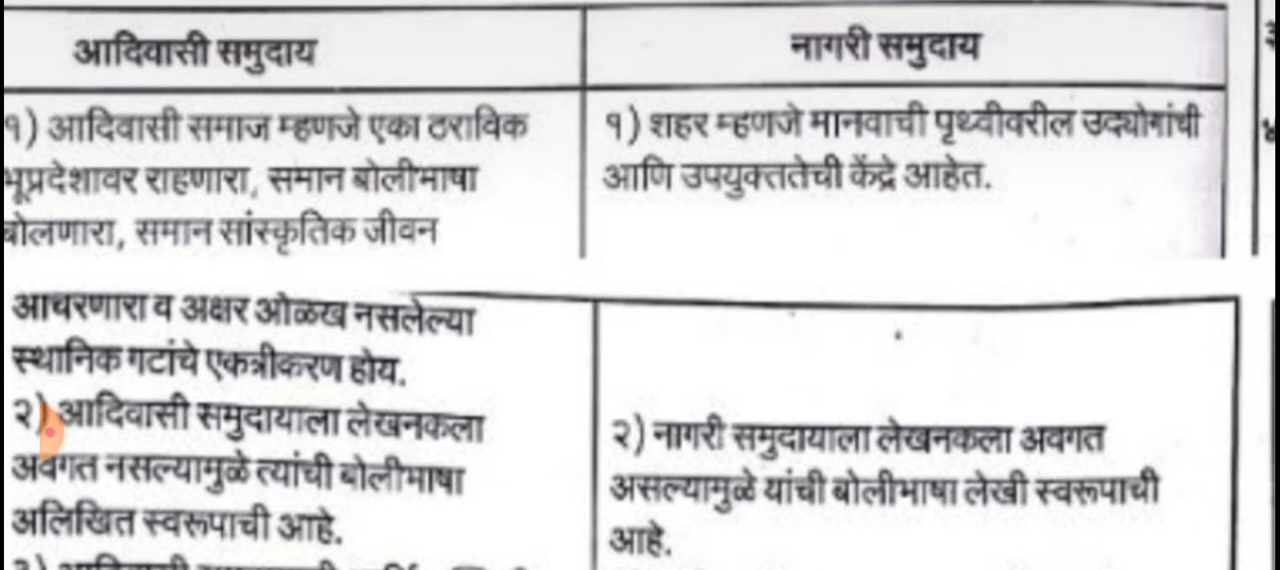 आदिवासी समुदाय
नागरी समुदाय
१) आदिवासी समाज म्हणजे एका ठराविक
भूप्रदेशावर राहणारा, समान बोलीभाषा
बोलणारा, समान सांस्कृतिक जीवन
१) शहर म्हणजे मानवाची पृथ्वीवरील उद्योगांची
आणि उपयुक्ततेची केंद्रे आहेत.
आचरणारा व अक्षर ओळख नसलेल्या
स्थानिक गटांचे एकत्रीकरण होय.
२) आदिवासी समुदायाला लेखनकला
अवगत नसल्यामुळे त्यांची बोलीभाषा
अलिखित स्वरूपाची आहे.
२) नागरी समुदायाला लेखनकला अवगत
असल्यामुळे यांची बोलीभाषा लेखी स्वरूपाची
आहे.